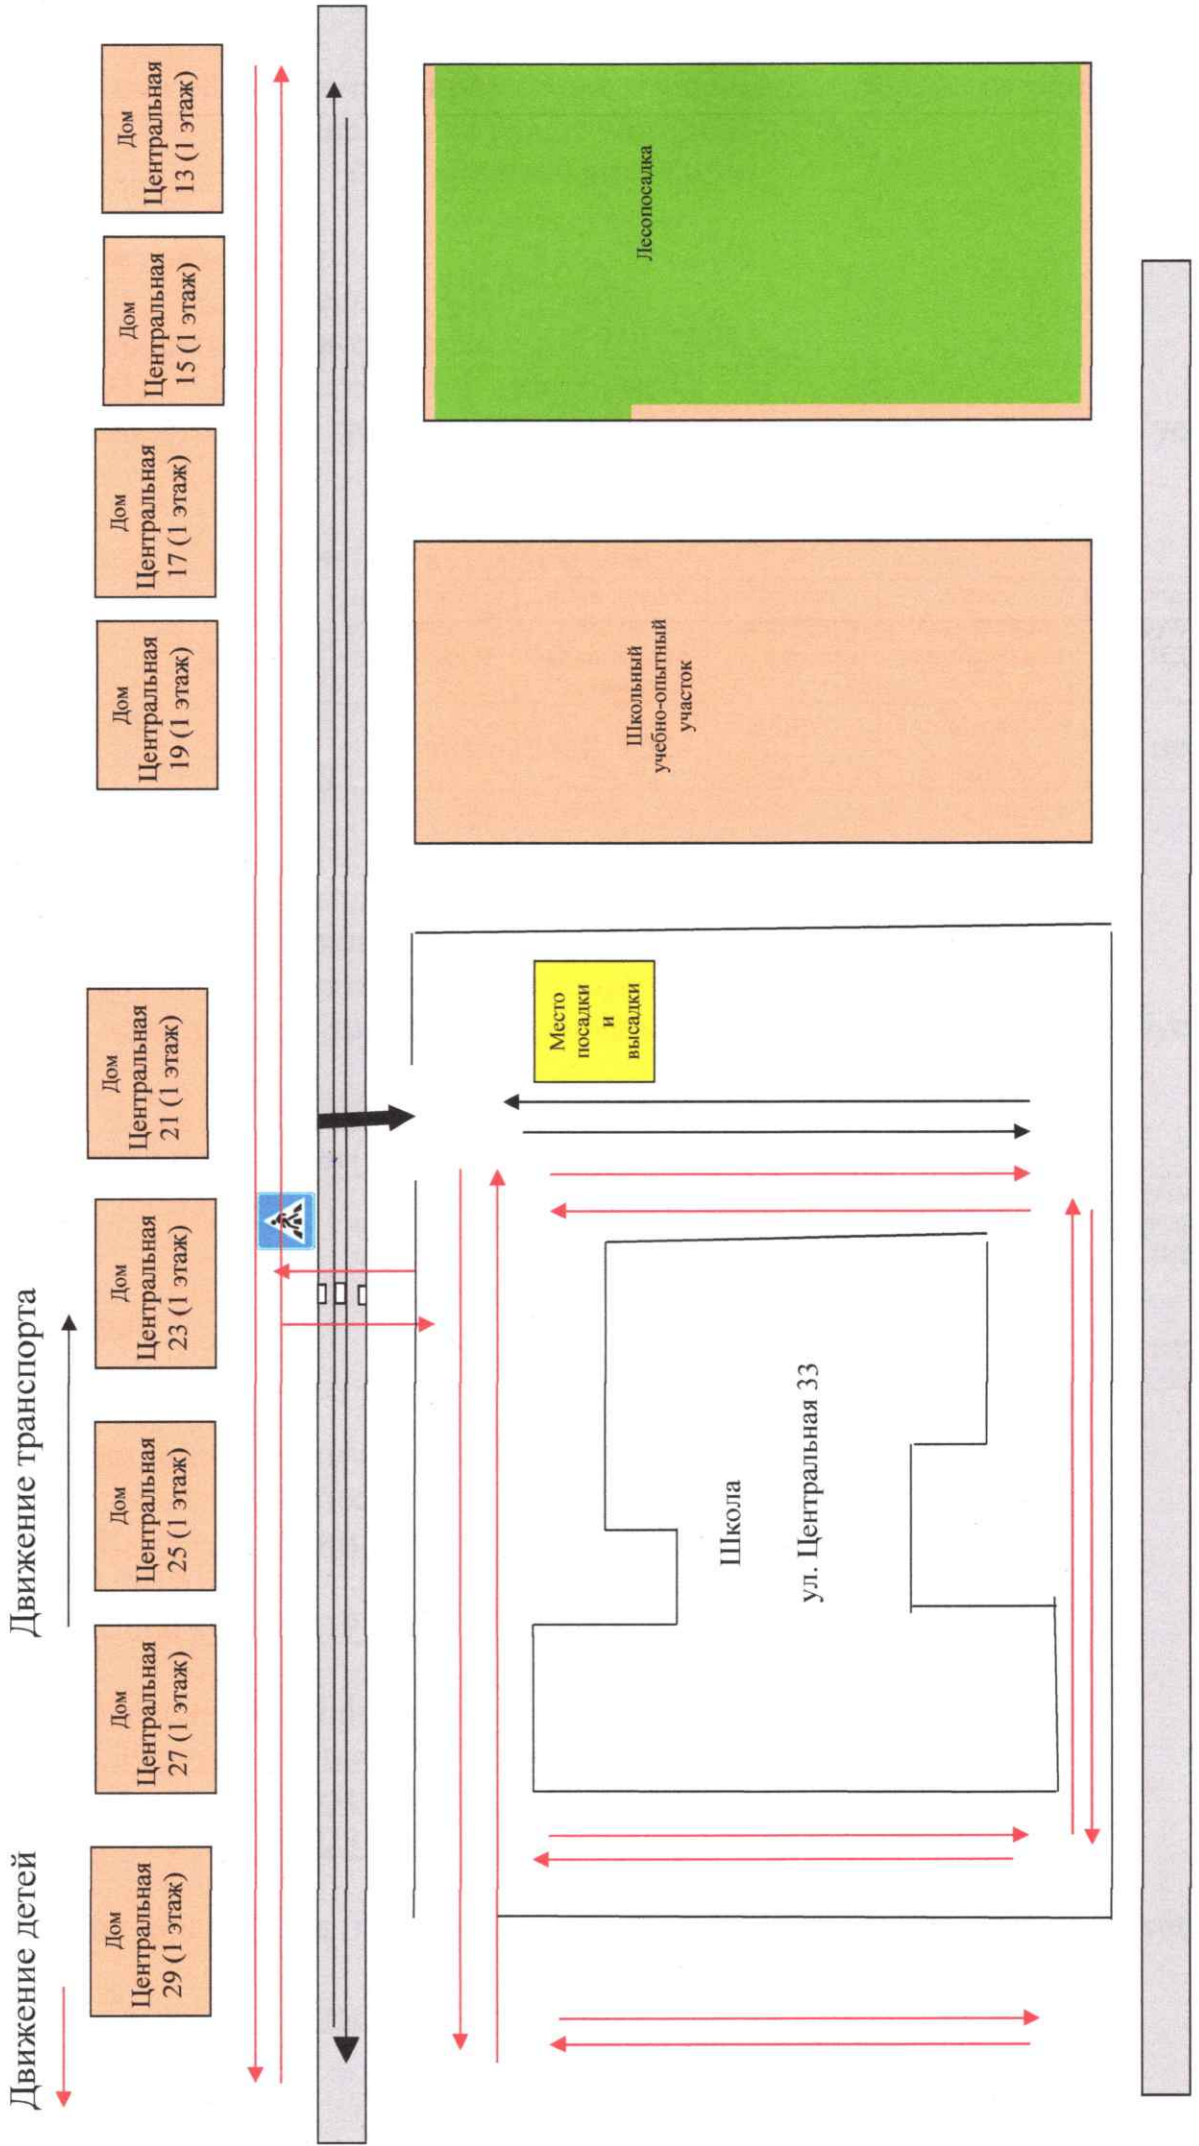 Движение детей
Движение транспорта
Дом
Центральная
29 (1 этаж)
Дом
Центральная
27 (1 этаж)
Дом
Центральная
25 (1 этаж)
Дом
Центральная
23 (1 этаж)
Дом
Центральная
21 (1 этаж)
Дом
Центральная
19 (1 этаж)
Дом
Центральная
17 (1 этаж)
Дом
Центральная
15 (1 этаж)
Дом
Центральная
13 (1 этаж)
Место
посадки
и
высадки
Школа
ул. Центральная 33
Школьный
учебно-опытный
участок
Лесопосадка